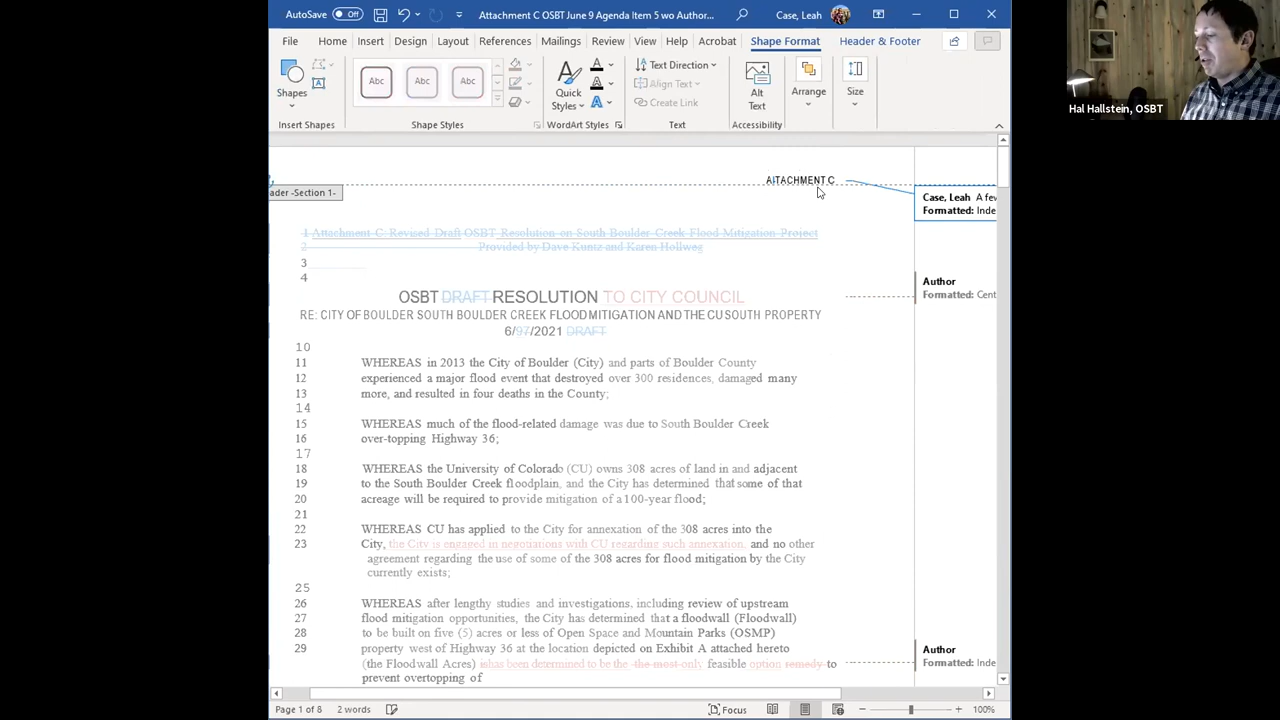 AutoSave Off Attachment C OSBT June 9 Agenda Item 5 wo Author... Case, Leah
File Home Insert Design Layout References Mailings Review View Help Acrobat Shape Format Header & Footer
Shapes
Abc Abc Abc
Quick Styles
Text Direction
Align Text
Create Link
Alt Text
Arrange
Size
Insert Shapes Shape Styles WordArt Styles Text Accessibility
Hal Hallstein, OSBT
ATTACHMENT C
ader -Section 1-
Case, Leah A few
Formatted: Inde
1 Attachment C: Revised Draft OSBT Resolution on South Boulder Creek Flood Mitigation Project
2 Provided by Dave Kuntz and Karen Hollweg
3
4
Author
Formatted: Cent
OSBT DRAFT RESOLUTION TO CITY COUNCIL
RE: CITY OF BOULDER SOUTH BOULDER CREEK FLOOD MITIGATION AND THE CU SOUTH PROPERTY
6/97/2021 DRAFT
10
11 WHEREAS in 2013 the City of Boulder (City) and parts of Boulder County
12 experienced a major flood event that destroyed over 300 residences, damaged many
13 more, and resulted in four deaths in the County;
14
15 WHEREAS much of the flood-related damage was due to South Boulder Creek
16 over-topping Highway 36;
17
18 WHEREAS the University of Colorado (CU) owns 308 acres of land in and adjacent
19 to the South Boulder Creek floodplain, and the City has determined that some of that
20 acreage will be required to provide mitigation of a 100-year flood;
21
22 WHEREAS CU has applied to the City for annexation of the 308 acres into the
23 City, the City is engaged in negotiations with CU regarding such annexation, and no other
agreement regarding the use of some of the 308 acres for flood mitigation by the City
currently exists;
25
26 WHEREAS after lengthy studies and investigations, including review of upstream
27 flood mitigation opportunities, the City has determined that a floodwall (Floodwall)
28 to be built on five (5) acres or less of Open Space and Mountain Parks (OSMP)
29 property west of Highway 36 at the location depicted on Exhibit A attached hereto
(the Floodwall Acres) ishas been determined to be the the most only feasible option remedy to
prevent overtopping of
Author
Formatted: Inde
Page 1 of 8 2 words Focus 100%